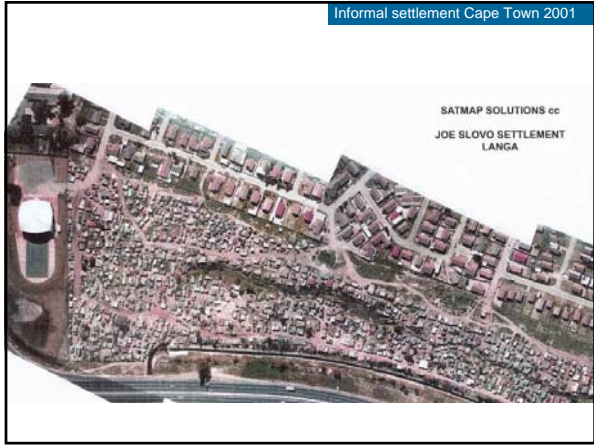 Informal settlement Cape Town 2001
SATMAP SOLUTIONS cc
JOE SLOVO SETTLEMENT
LANGA